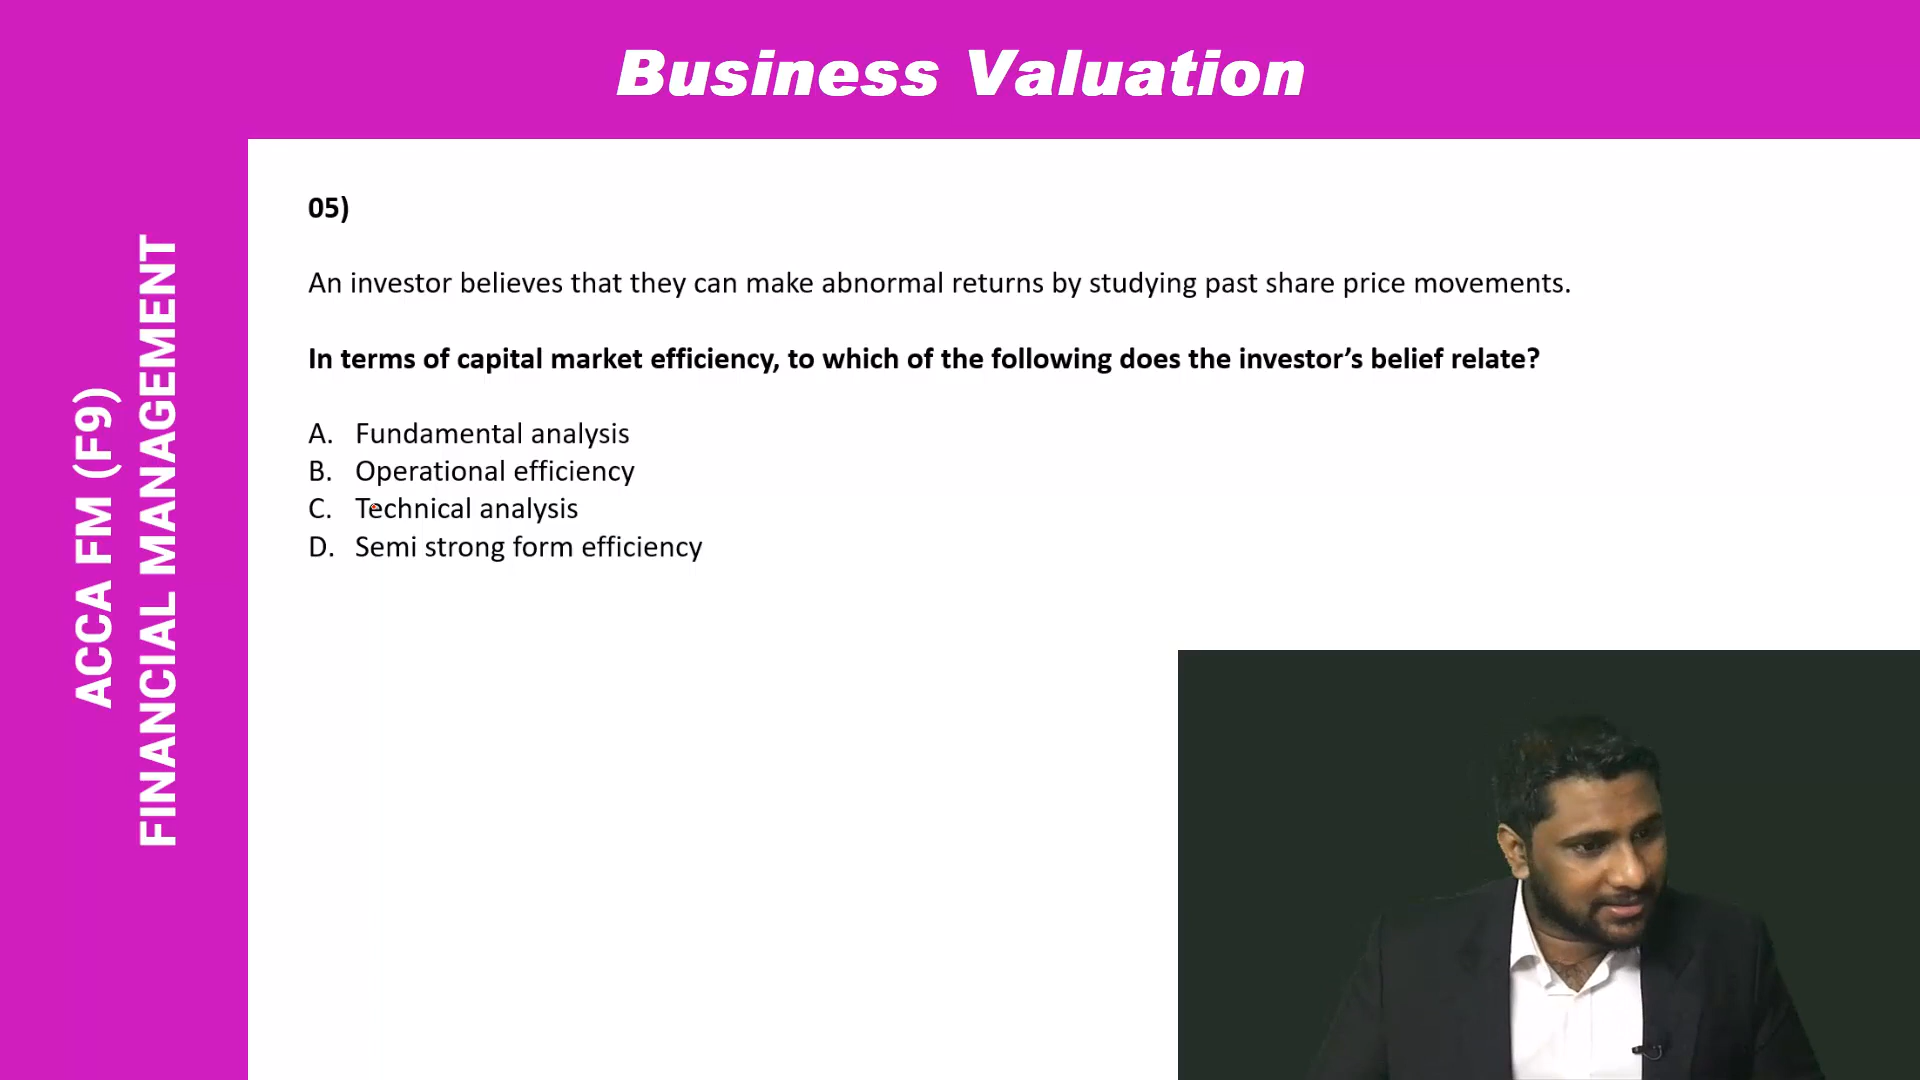 Business Valuation
ACCA FM (F9)
FINANCIAL MANAGEMENT
05)
An investor believes that they can make abnormal returns by studying past share price movements.
In terms of capital market efficiency, to which of the following does the investor’s belief relate?
A. Fundamental analysis
B. Operational efficiency
C. Technical analysis
D. Semi strong form efficiency